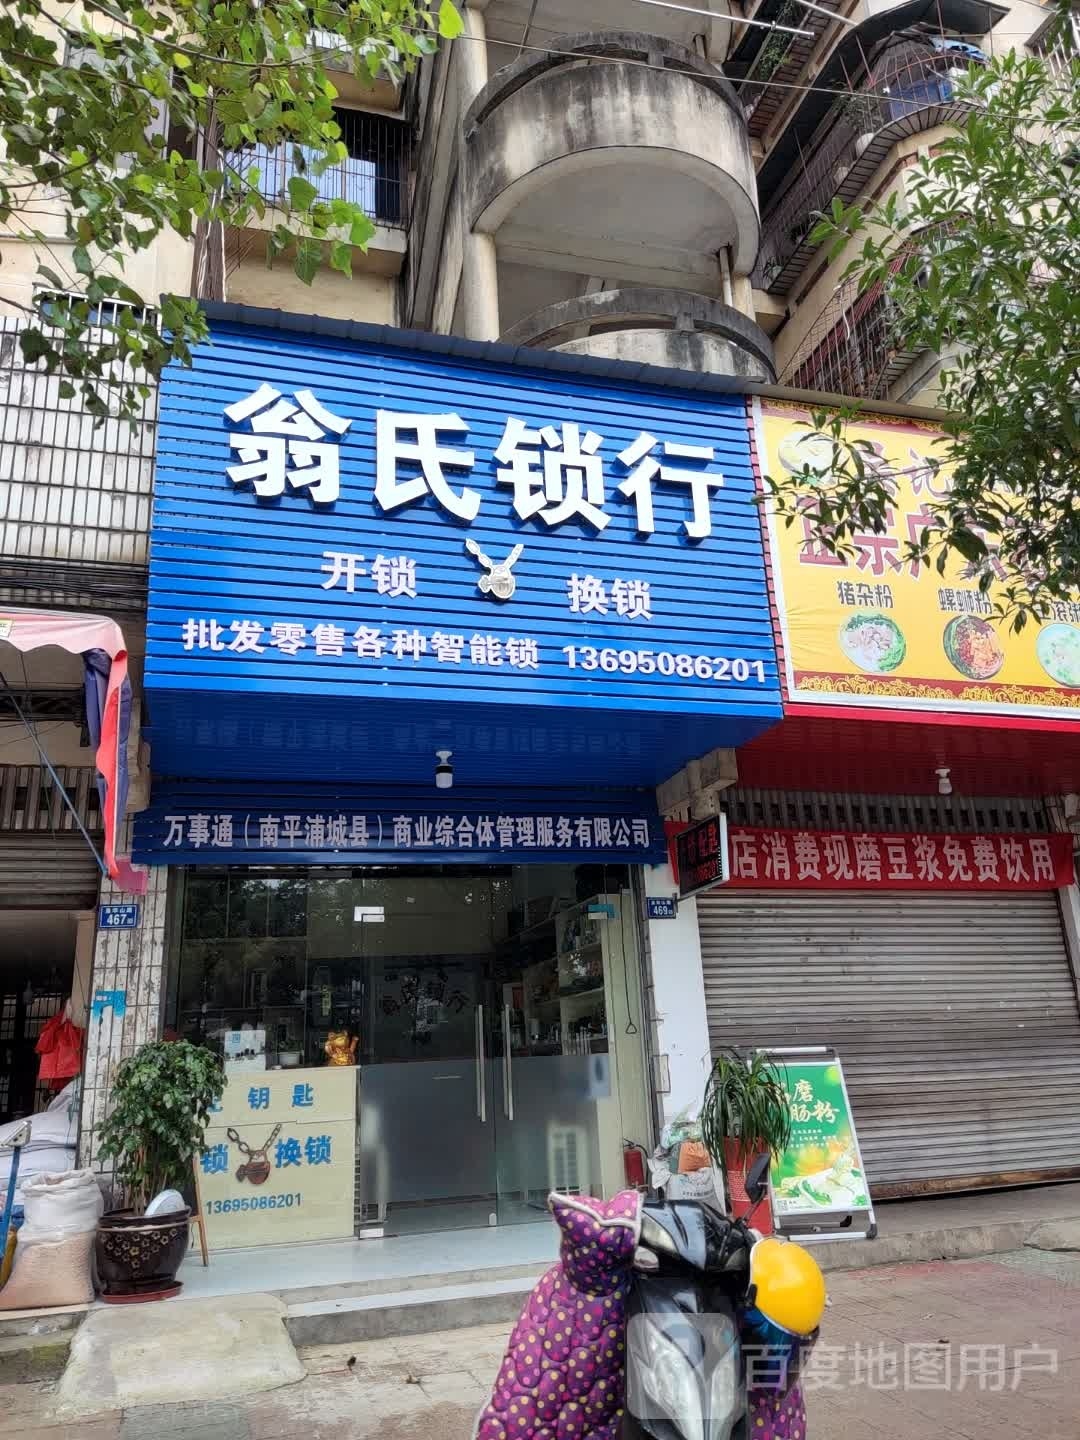 翁氏锁行
开锁 换锁
批发零售各种智能锁 13695086201
记
猪杂粉 螺蛳粉
万事通（南平浦城县）商业综合体管理服务有限公司
店消费现磨豆浆免费饮用
467
469
钥匙
锁 换锁
13695086201
磨
肠粉
百度地图用户